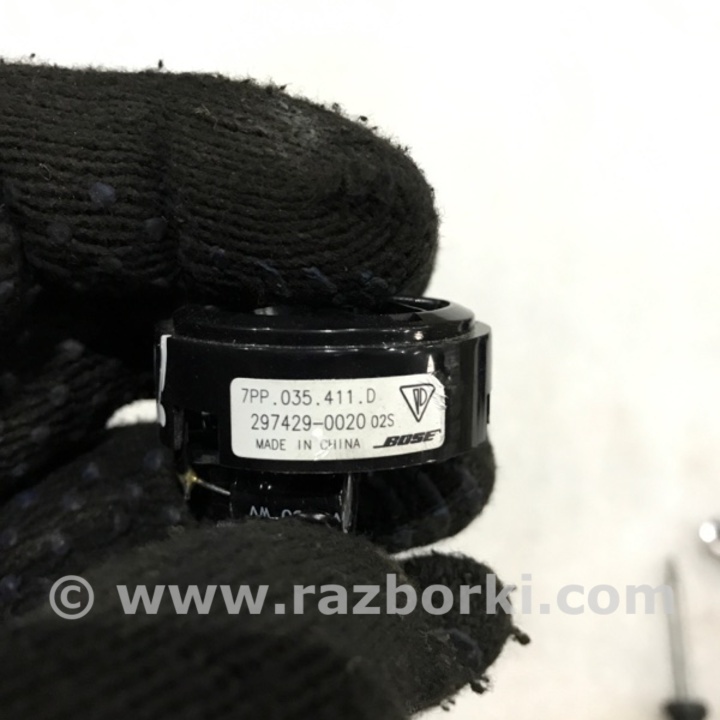 7PP.035.411.D
297429-0020 02S
MADE IN CHINA BOSE
© www.razborki.com